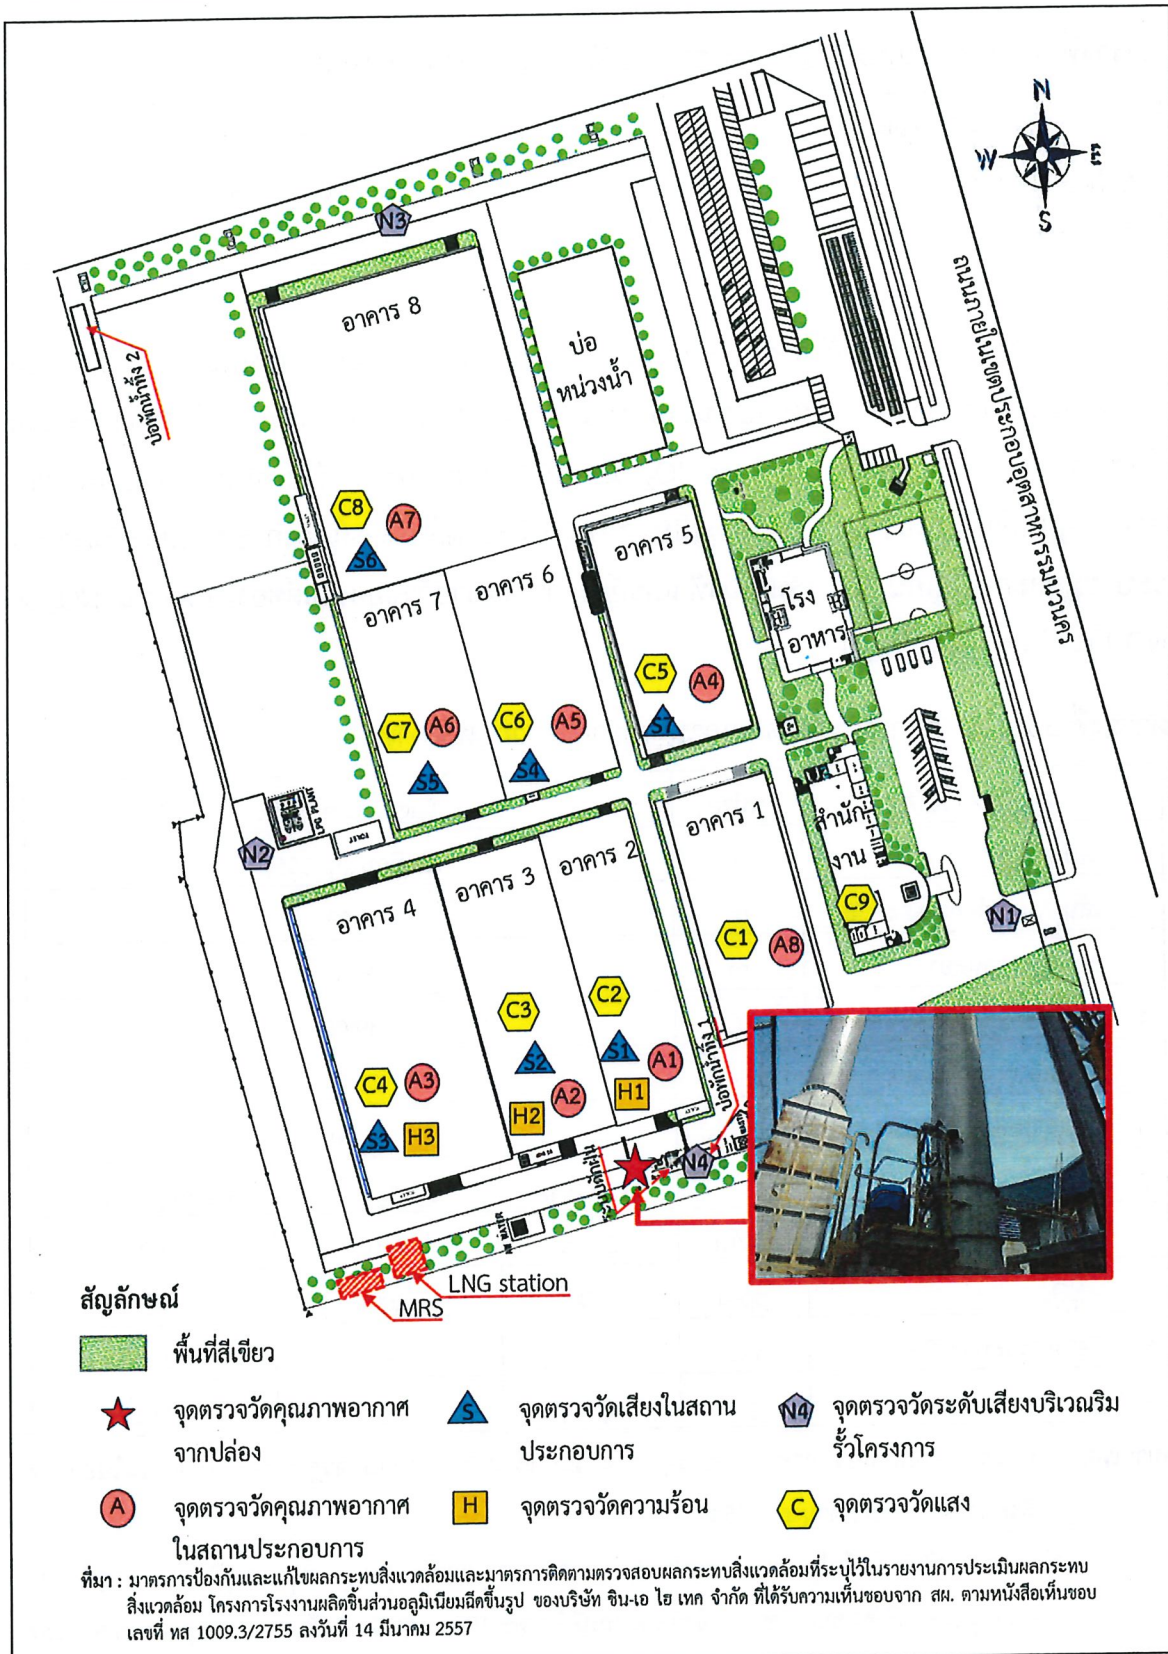 N
W
E
S
ถนนภายในเขตประกอบอุตสาหกรรมนวนคร
N3
บ่อพักน้ำทิ้ง 2
อาคาร 8
บ่อ
หน่วงน้ำ
C8
A7
S6
อาคาร 5
C5
A4
S7
โรง
อาหาร
อาคาร 7
C7
A6
S5
อาคาร 6
C6
A5
S4
LPG PLANT
TOILET
N2
อาคาร 4
C4
A3
S3
H3
อาคาร 3
C3
S2
H2
A2
อาคาร 2
C2
S1
A1
H1
อาคาร 1
C1
A8
สำนัก
งาน
C9
N1
บ่อพักน้ำทิ้ง 1
N4
WATER
LNG station
MRS
สัญลักษณ์
พื้นที่สีเขียว
จุดตรวจวัดคุณภาพอากาศ
จากปล่อง
S
จุดตรวจวัดเสียงในสถาน
ประกอบการ
N4
จุดตรวจวัดระดับเสียงบริเวณริม
รั้วโครงการ
A
จุดตรวจวัดคุณภาพอากาศ
ในสถานประกอบการ
H
จุดตรวจวัดความร้อน
C
จุดตรวจวัดแสง
ที่มา : มาตรการป้องกันและแก้ไขผลกระทบสิ่งแวดล้อมและมาตรการติดตามตรวจสอบผลกระทบสิ่งแวดล้อมที่ระบุไว้ในรายงานการประเมินผลกระทบ
สิ่งแวดล้อม โครงการโรงงานผลิตชิ้นส่วนอลูมิเนียมฉีดขึ้นรูป ของบริษัท ชิน-เอ ไฮ เทค จำกัด ที่ได้รับความเห็นชอบจาก สผ. ตามหนังสือเห็นชอบ
เลขที่ ทส 1009.3/2755 ลงวันที่ 14 มีนาคม 2557